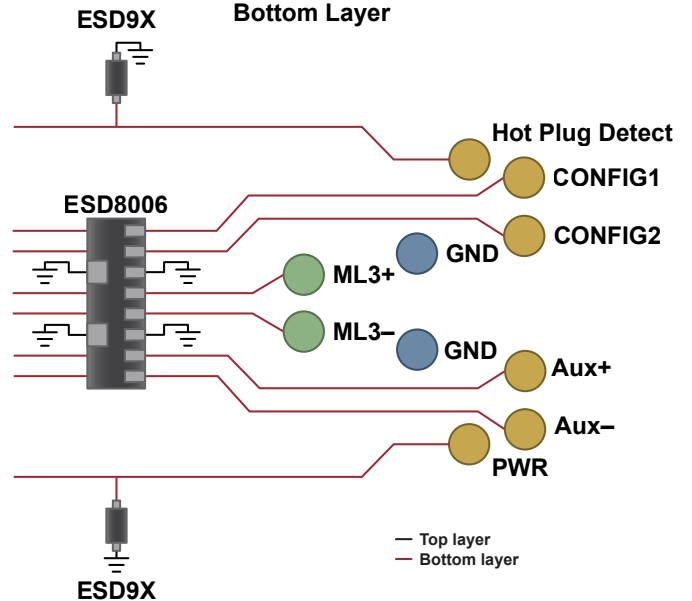 Bottom Layer
ESD9X
Hot Plug Detect
CONFIG1
ESD8006
CONFIG2
GND
ML3+
ML3–
GND
Aux+
Aux–
PWR
Top layer
Bottom layer
ESD9X